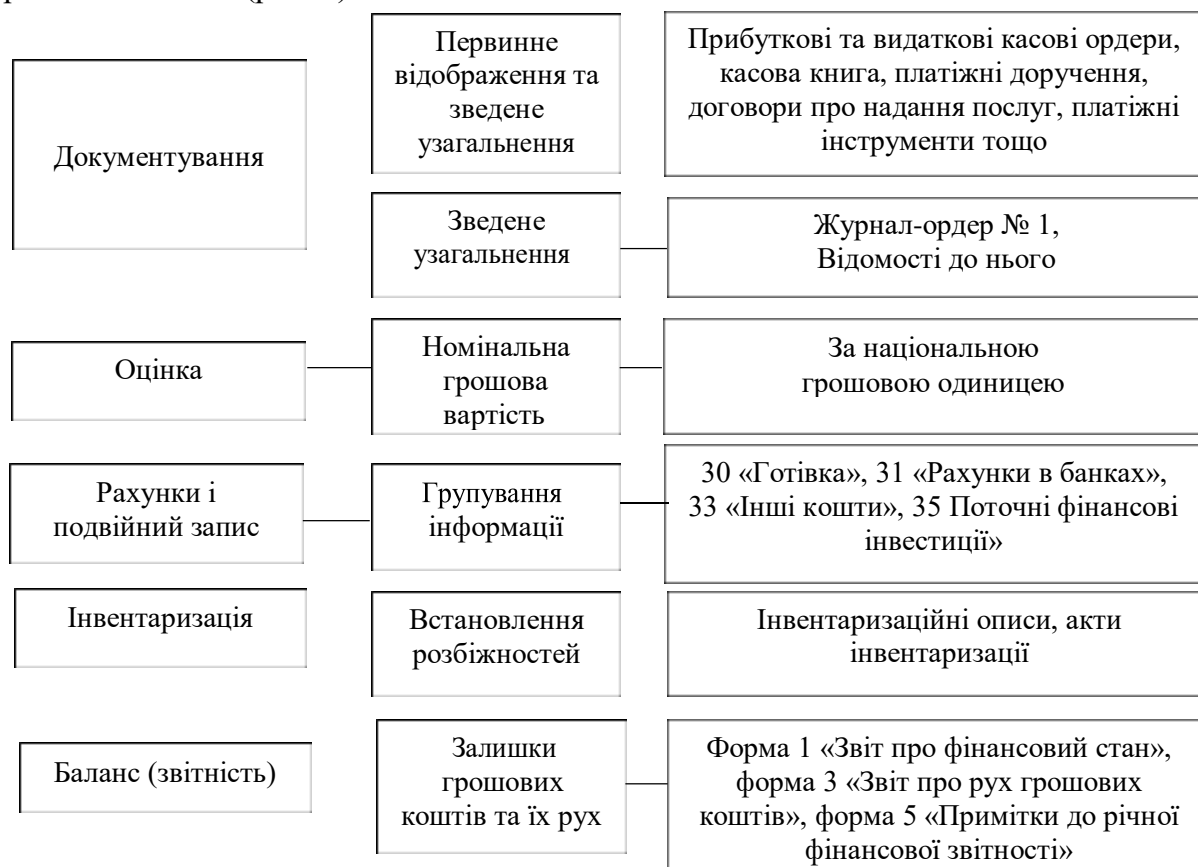 Документування
Первинне
відображення та
зведене
узагальнення
Прибуткові та видаткові касові ордери,
касова книга, платіжні доручення,
договори про надання послуг, платіжні
інструменти тощо
Зведене
узагальнення
Журнал-ордер № 1,
Відомості до нього
Оцінка
Номінальна
грошова
вартість
За національною
грошовою одиницею
Рахунки і
подвійний запис
Групування
інформації
30 «Готівка», 31 «Рахунки в банках»,
33 «Інші кошти», 35 Поточні фінансові
інвестиції»
Інвентаризація
Встановлення
розбіжностей
Інвентаризаційні описи, акти
інвентаризації
Баланс (звітність)
Залишки
грошових
коштів та їх рух
Форма 1 «Звіт про фінансовий стан»,
форма 3 «Звіт про рух грошових
коштів», форма 5 «Примітки до річної
фінансової звітності»